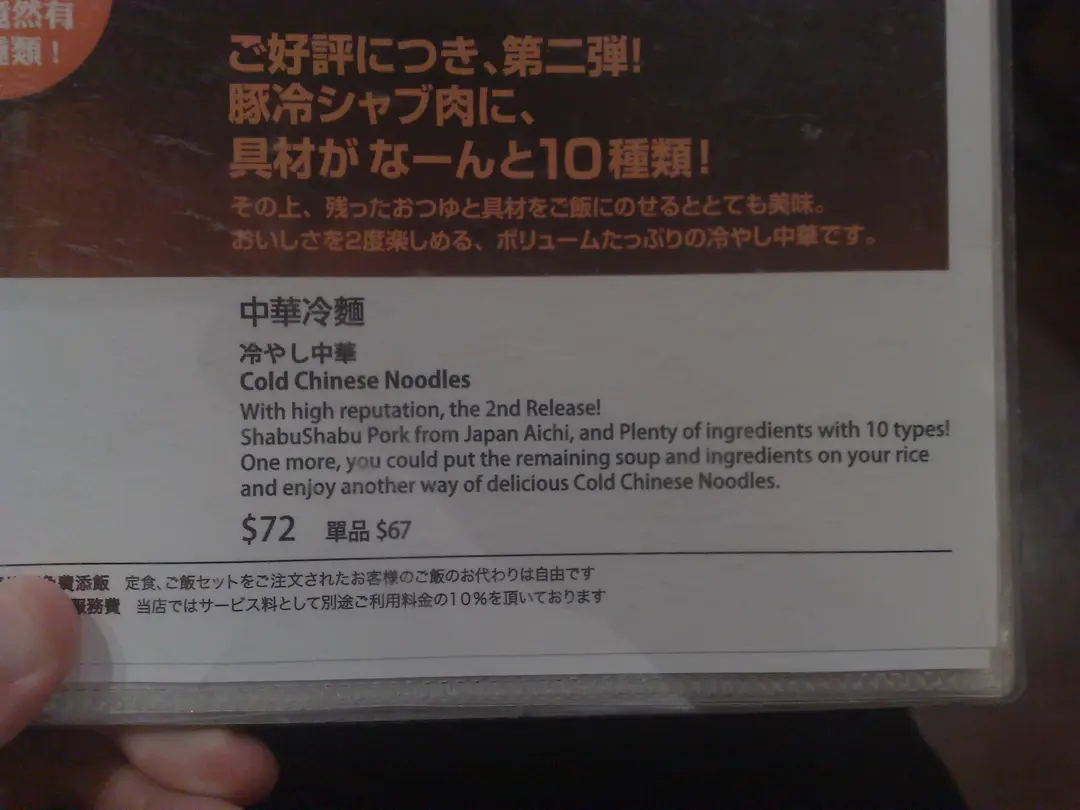 然有
種類！
ご好評につき、第二弾！
豚冷シャブ肉に、
具材が なーんと10種類！
その上、残ったおつゆと具材をご飯にのせるととても美味。
おいしさを2度楽しめる、ボリュームたっぷりの冷やし中華です。
中華冷麵
冷やし中華
Cold Chinese Noodles
With high reputation, the 2nd Release!
ShabuShabu Pork from Japan Aichi, and Plenty of ingredients with 10 types!
One more, you could put the remaining soup and ingredients on your rice
and enjoy another way of delicious Cold Chinese Noodles.
$72 單品 $67
免費添飯 定食、ご飯セットをご注文されたお客様のご飯のお代わりは自由です
服務費 当店ではサービス料として別途ご利用料金の10%を頂いております